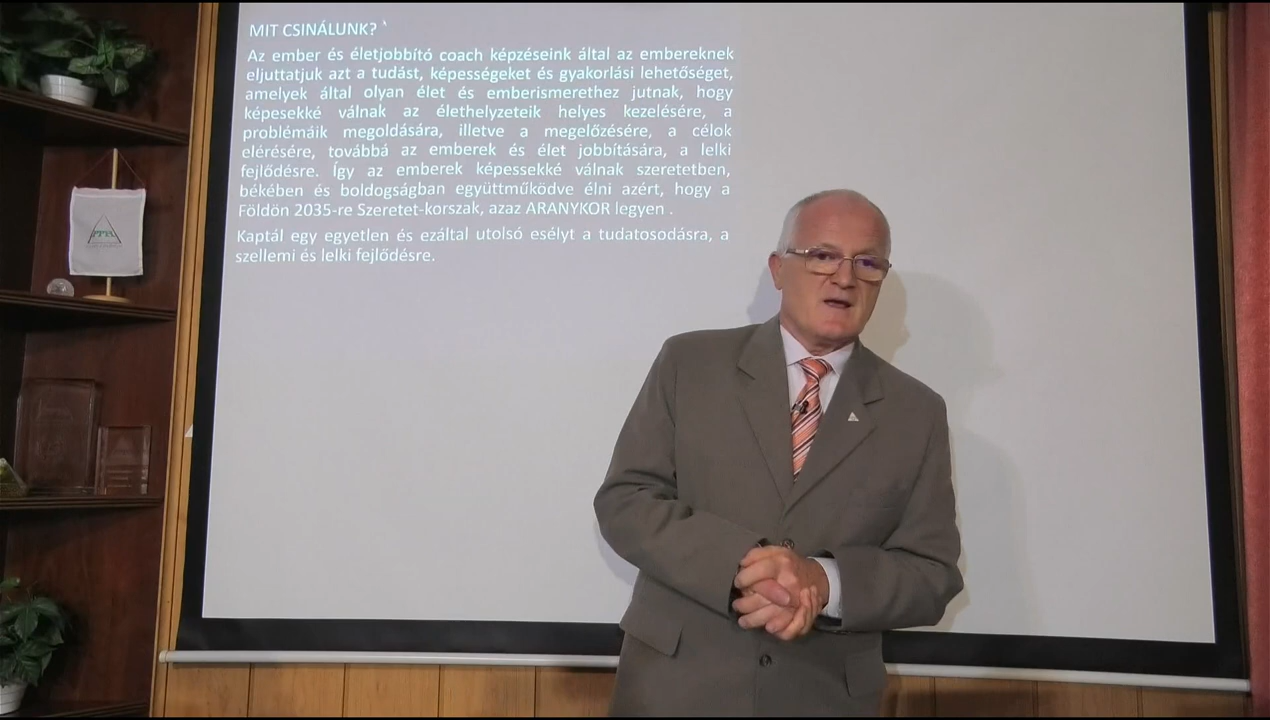 MIT CSINÁLUNK?
Az ember és életjobbító coach képzéseink által az embereknek
eljuttatjuk azt a tudást, képességeket és gyakorlási lehetőséget,
amelyek által olyan élet és emberismerethez jutnak, hogy
képesekké válnak az élethelyzeteik helyes kezelésére, a
problémáik megoldására, illetve a megelőzésére, a célok
elérésére, továbbá az emberek és élet jobbítására, a lelki
fejlődésre. Így az emberek képessekké válnak szeretetben,
békében és boldogságban együttműködve élni azért, hogy a
Földön 2035-re Szeretet-korszak, azaz ARANYKOR legyen .
Kaptál egy egyetlen és ezáltal utolsó esélyt a tudatosodásra, a
szellemi és lelki fejlődésre.